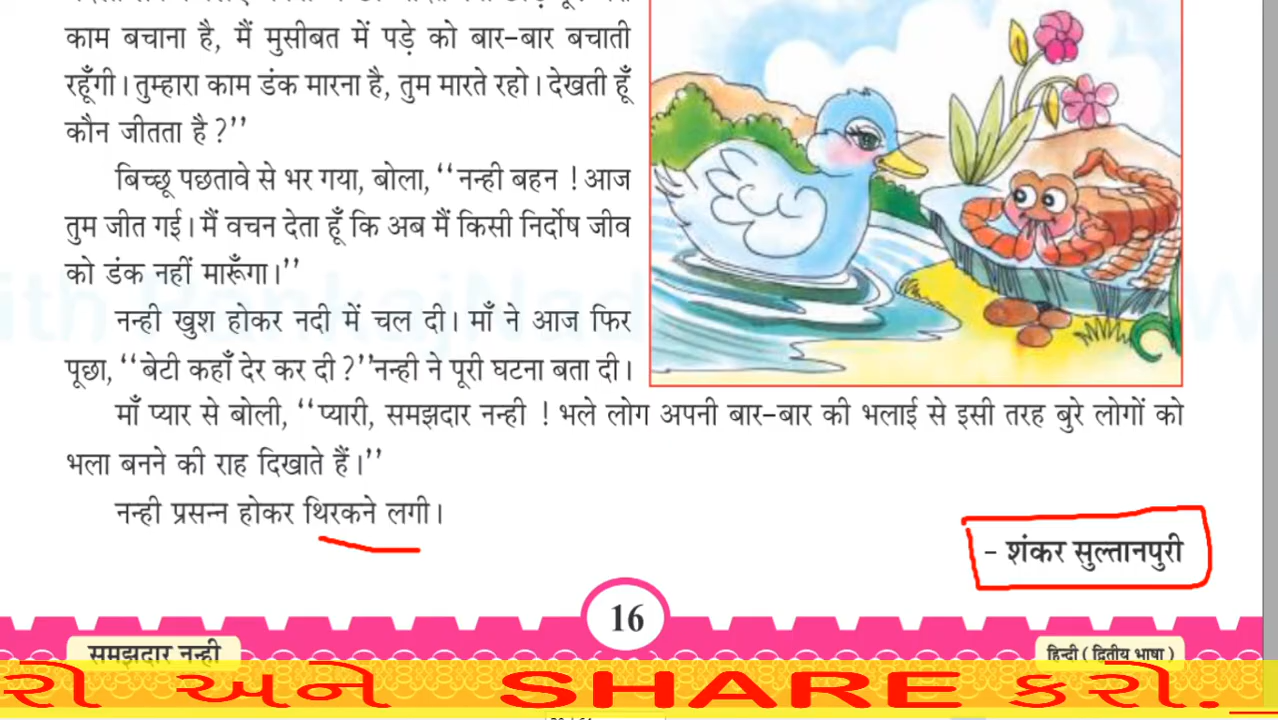 काम बचाना है, मैं मुसीबत में पड़े को बार-बार बचाती
रहूँगी। तुम्हारा काम डंक मारना है, तुम मारते रहो। देखती हूँ
कौन जीतता है ?’’
बिच्छू पछतावे से भर गया, बोला, ‘‘नन्ही बहन ! आज
तुम जीत गई। मैं वचन देता हूँ कि अब मैं किसी निर्दोष जीव
को डंक नहीं मारूँगा।’’
नन्ही खुश होकर नदी में चल दी। माँ ने आज फिर
पूछा, ‘‘बेटी कहाँ देर कर दी ?’’नन्ही ने पूरी घटना बता दी।
माँ प्यार से बोली, ‘‘प्यारी, समझदार नन्ही ! भले लोग अपनी बार-बार की भलाई से इसी तरह बुरे लोगों को
भला बनने की राह दिखाते हैं।’’
नन्ही प्रसन्न होकर थिरकने लगी।
- शंकर सुल्तानपुरी
16
समझदार नन्ही
हिन्दी ( द्वितीय भाषा )
અને SHARE કરો.